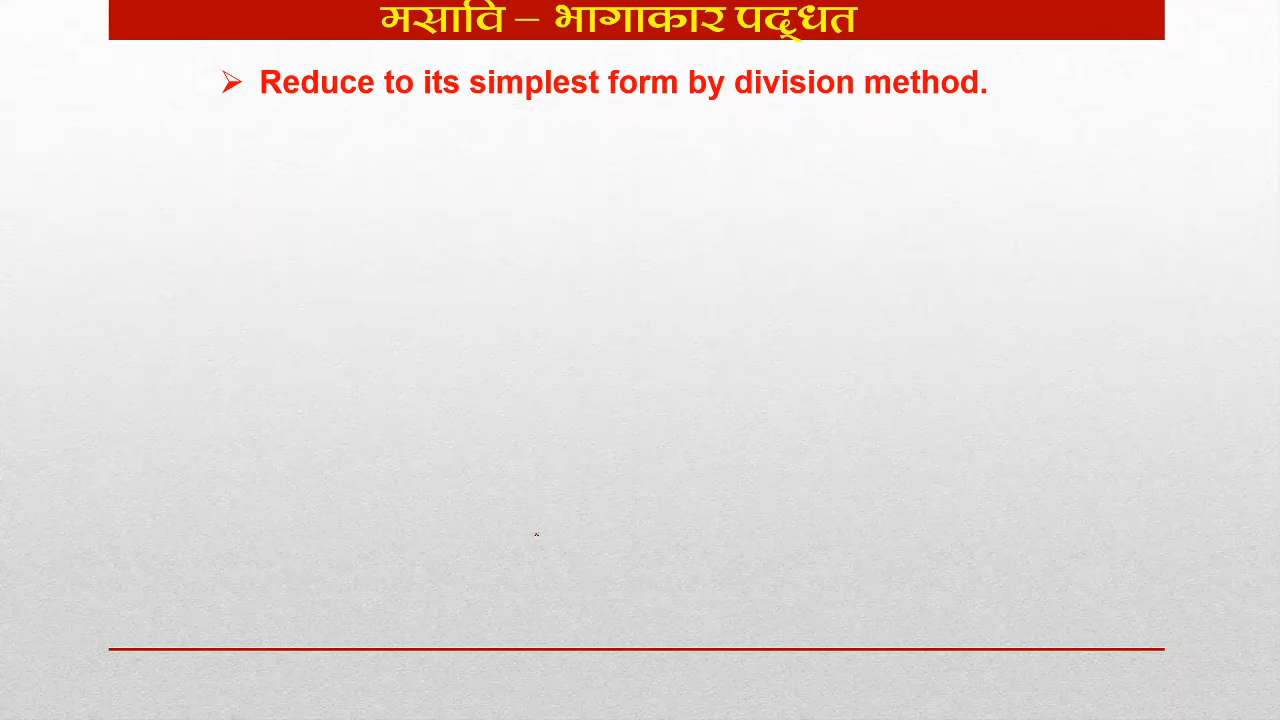 मसावि – भागाकार पद्धत
➢ Reduce to its simplest form by division method.